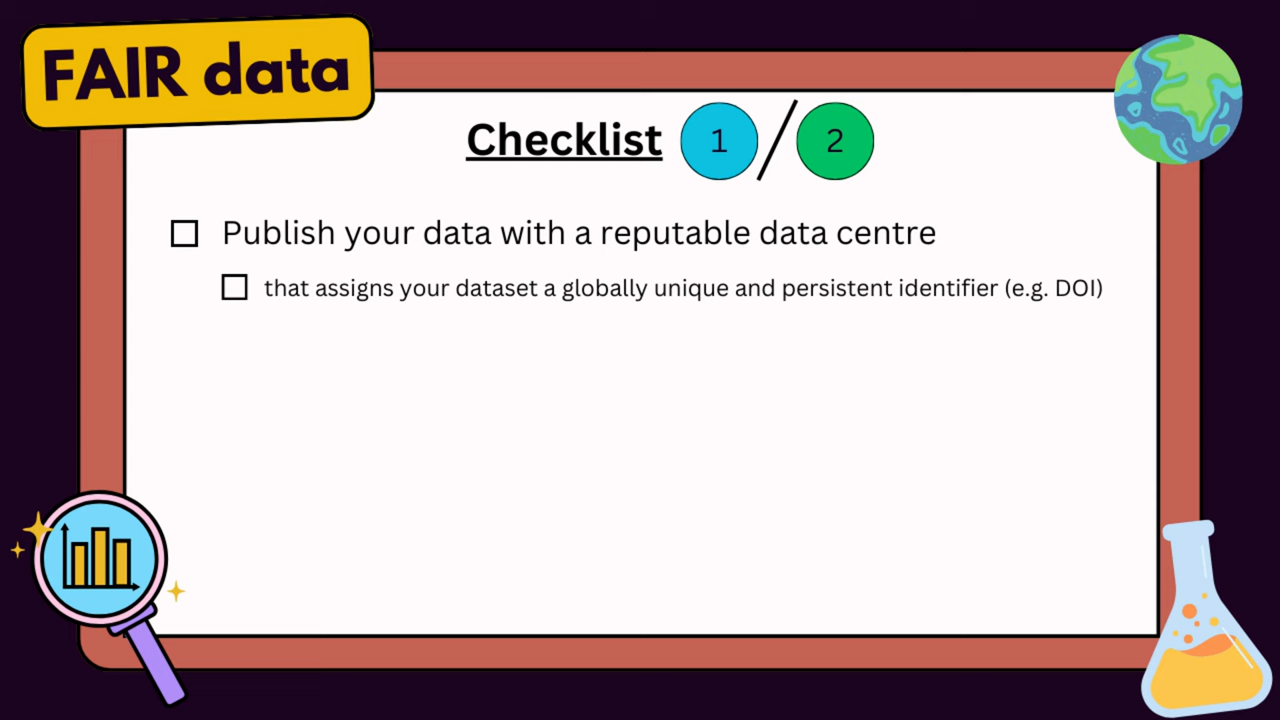 FAIR data
Checklist 1 / 2
Publish your data with a reputable data centre
that assigns your dataset a globally unique and persistent identifier (e.g. DOI)